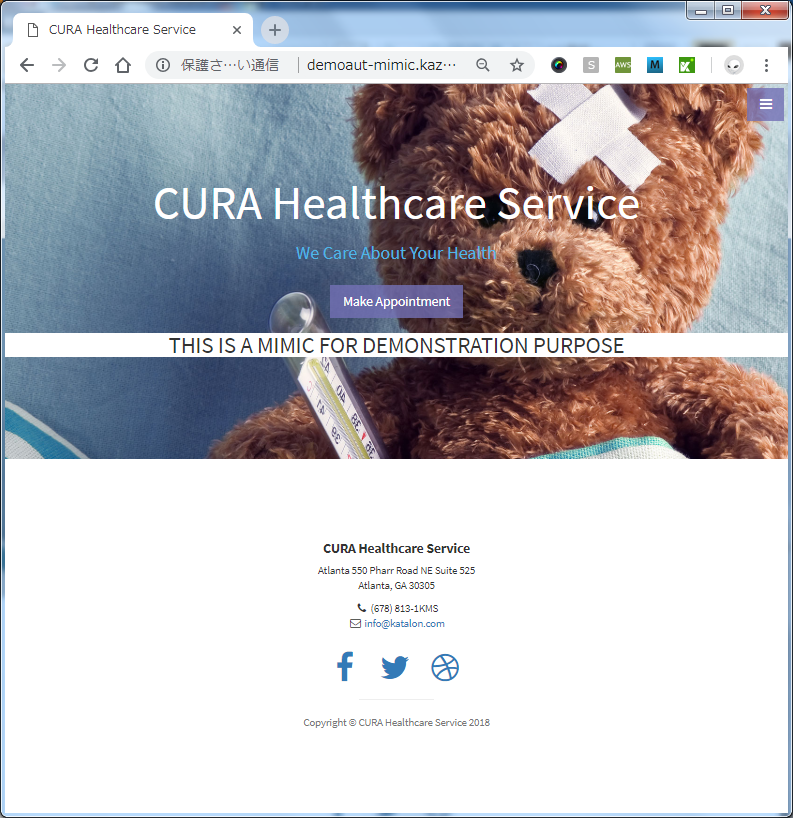 CURA Healthcare Service
保護さ…い通信
demoaut-mimic.kaz…
S
AWS
M
CURA Healthcare Service
We Care About Your Health
Make Appointment
THIS IS A MIMIC FOR DEMONSTRATION PURPOSE
CURA Healthcare Service
Atlanta 550 Pharr Road NE Suite 525
Atlanta, GA 30305
(678) 813-1KMS
info@katalon.com
Copyright © CURA Healthcare Service 2018